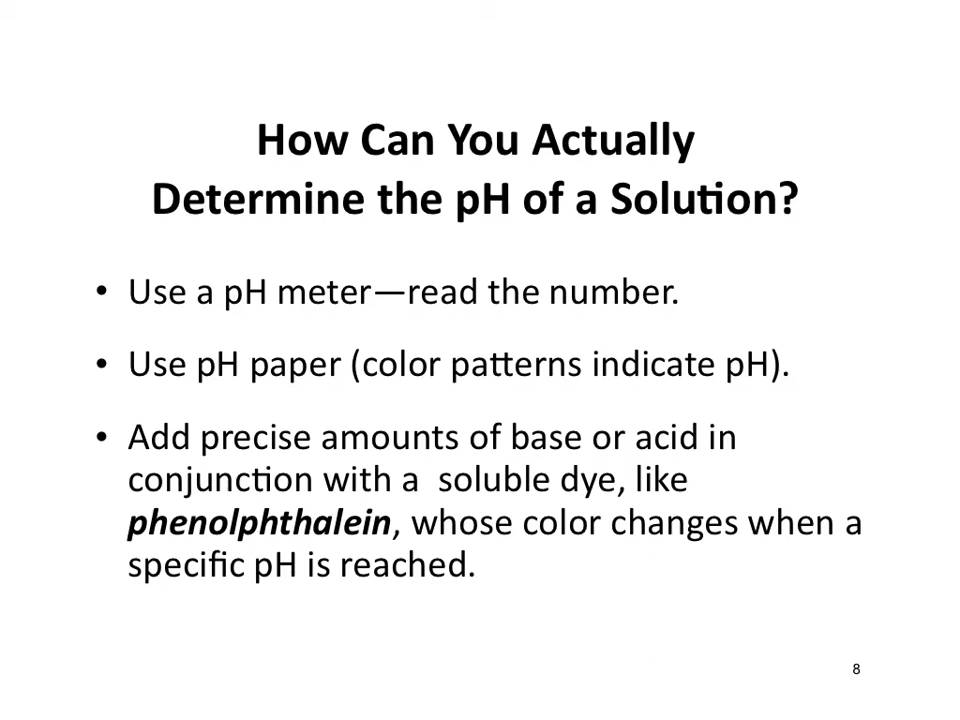 How Can You Actually
Determine the pH of a Solution?
• Use a pH meter—read the number.
• Use pH paper (color patterns indicate pH).
• Add precise amounts of base or acid in
conjunction with a  soluble dye, like
phenolphthalein, whose color changes when a
specific pH is reached.
8